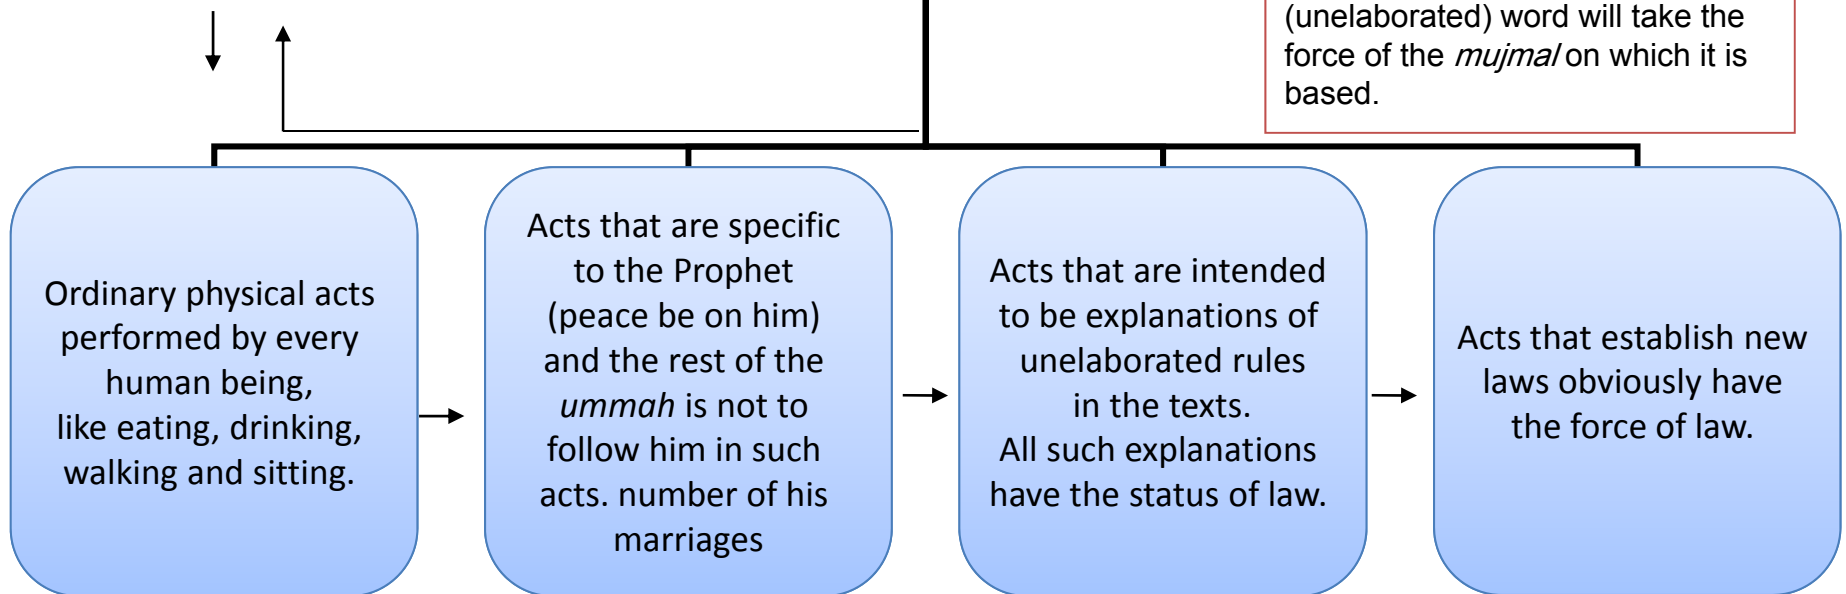 (unelaborated) word will take the
force of the mujmal on which it is
based.
Ordinary physical acts
performed by every
human being,
like eating, drinking,
walking and sitting.
Acts that are specific
to the Prophet
(peace be on him)
and the rest of the
ummah is not to
follow him in such
acts. number of his
marriages
Acts that are intended
to be explanations of
unelaborated rules
in the texts.
All such explanations
have the status of law.
Acts that establish new
laws obviously have
the force of law.